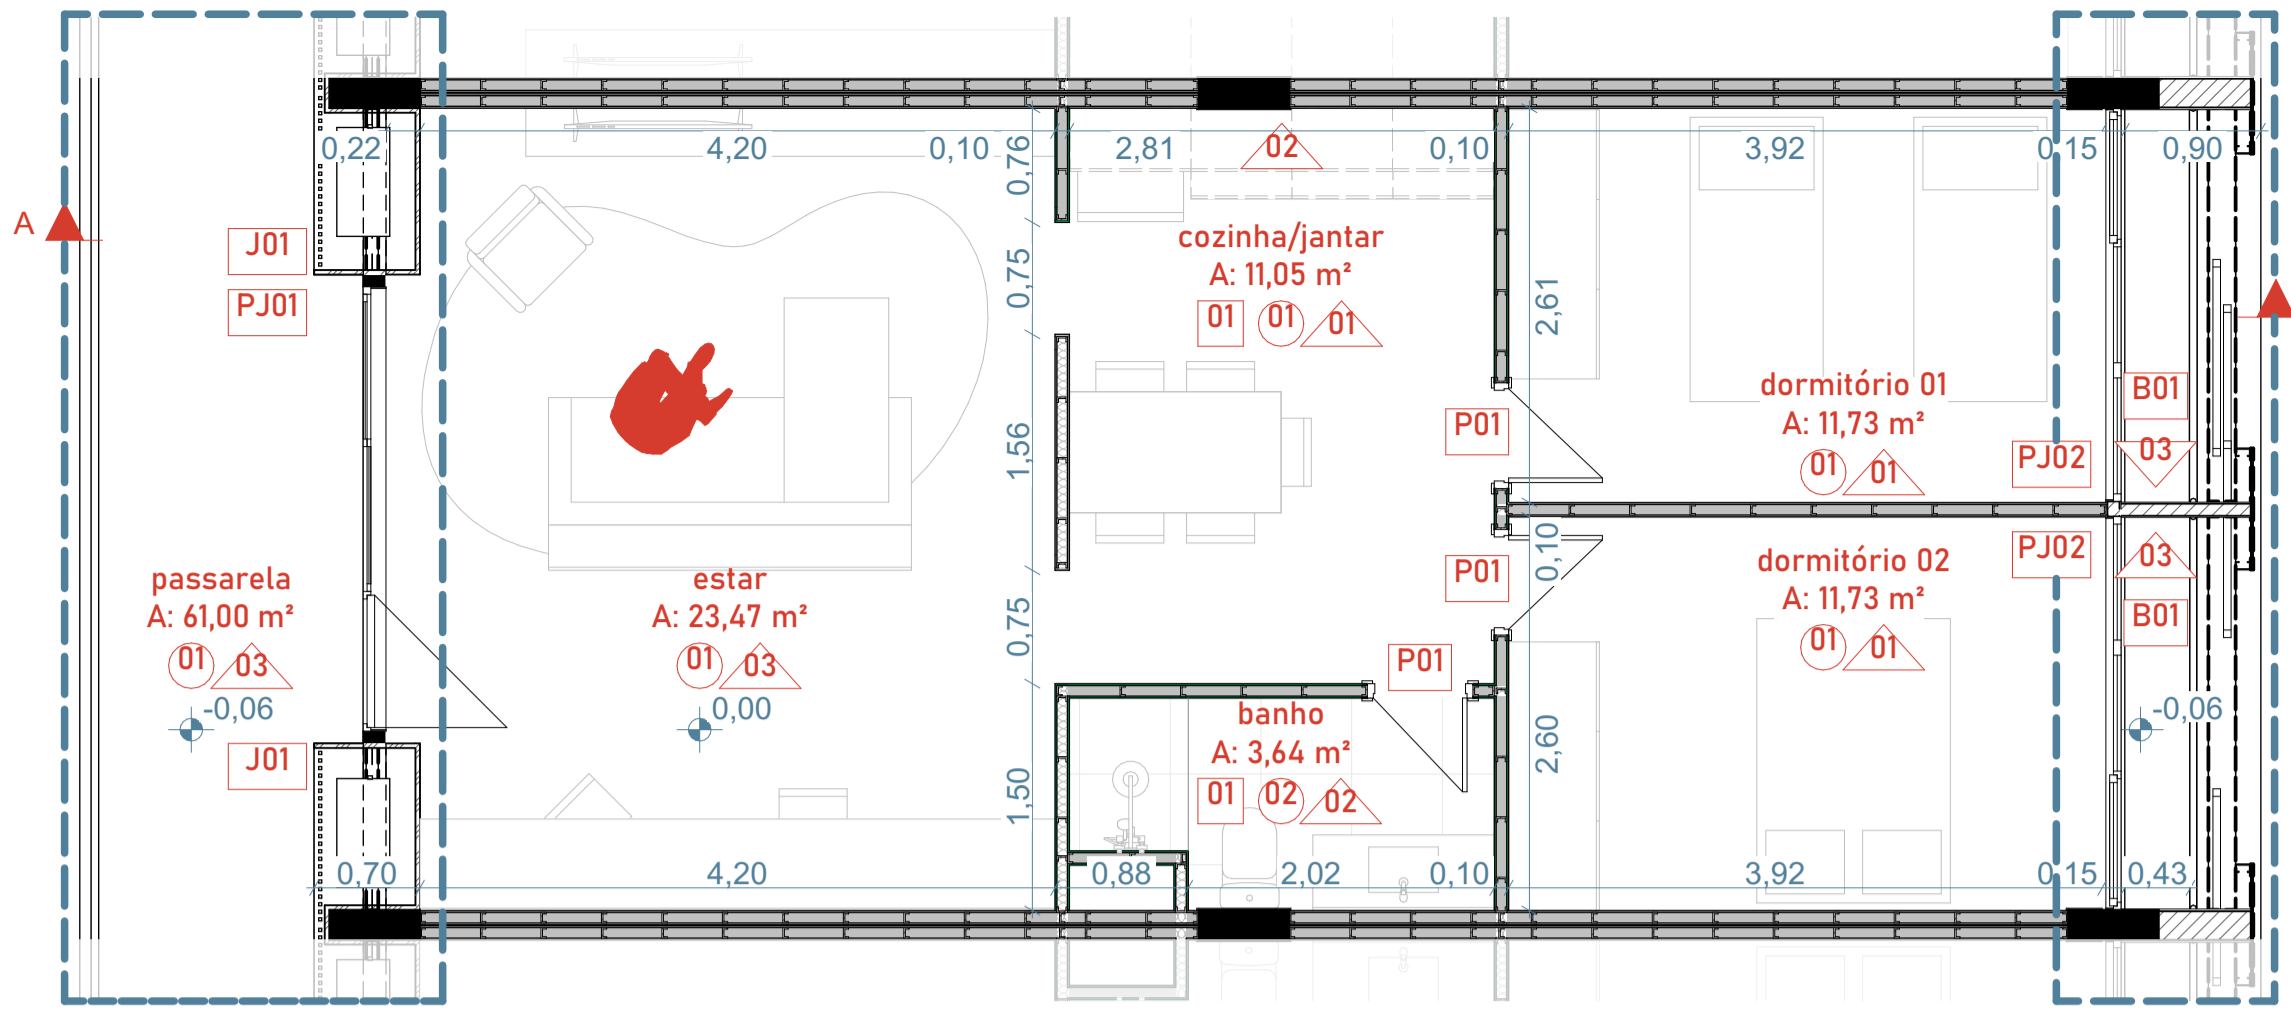 0,22
4,20
0,10
0,76
2,81
02
0,10
3,92
0,15
0,90
A
J01
PJ01
0,75
cozinha/jantar
A: 11,05 m²
01
01
01
2,61
1,56
P01
dormitório 01
A: 11,73 m²
01
01
PJ02
B01
03
passarela
A: 61,00 m²
01
03
-0,06
estar
A: 23,47 m²
01
03
0,00
0,75
P01
0,10
dormitório 02
A: 11,73 m²
01
01
PJ02
03
B01
-0,06
P01
banho
A: 3,64 m²
01
02
02
2,60
1,50
J01
0,70
4,20
0,88
2,02
0,10
3,92
0,15
0,43